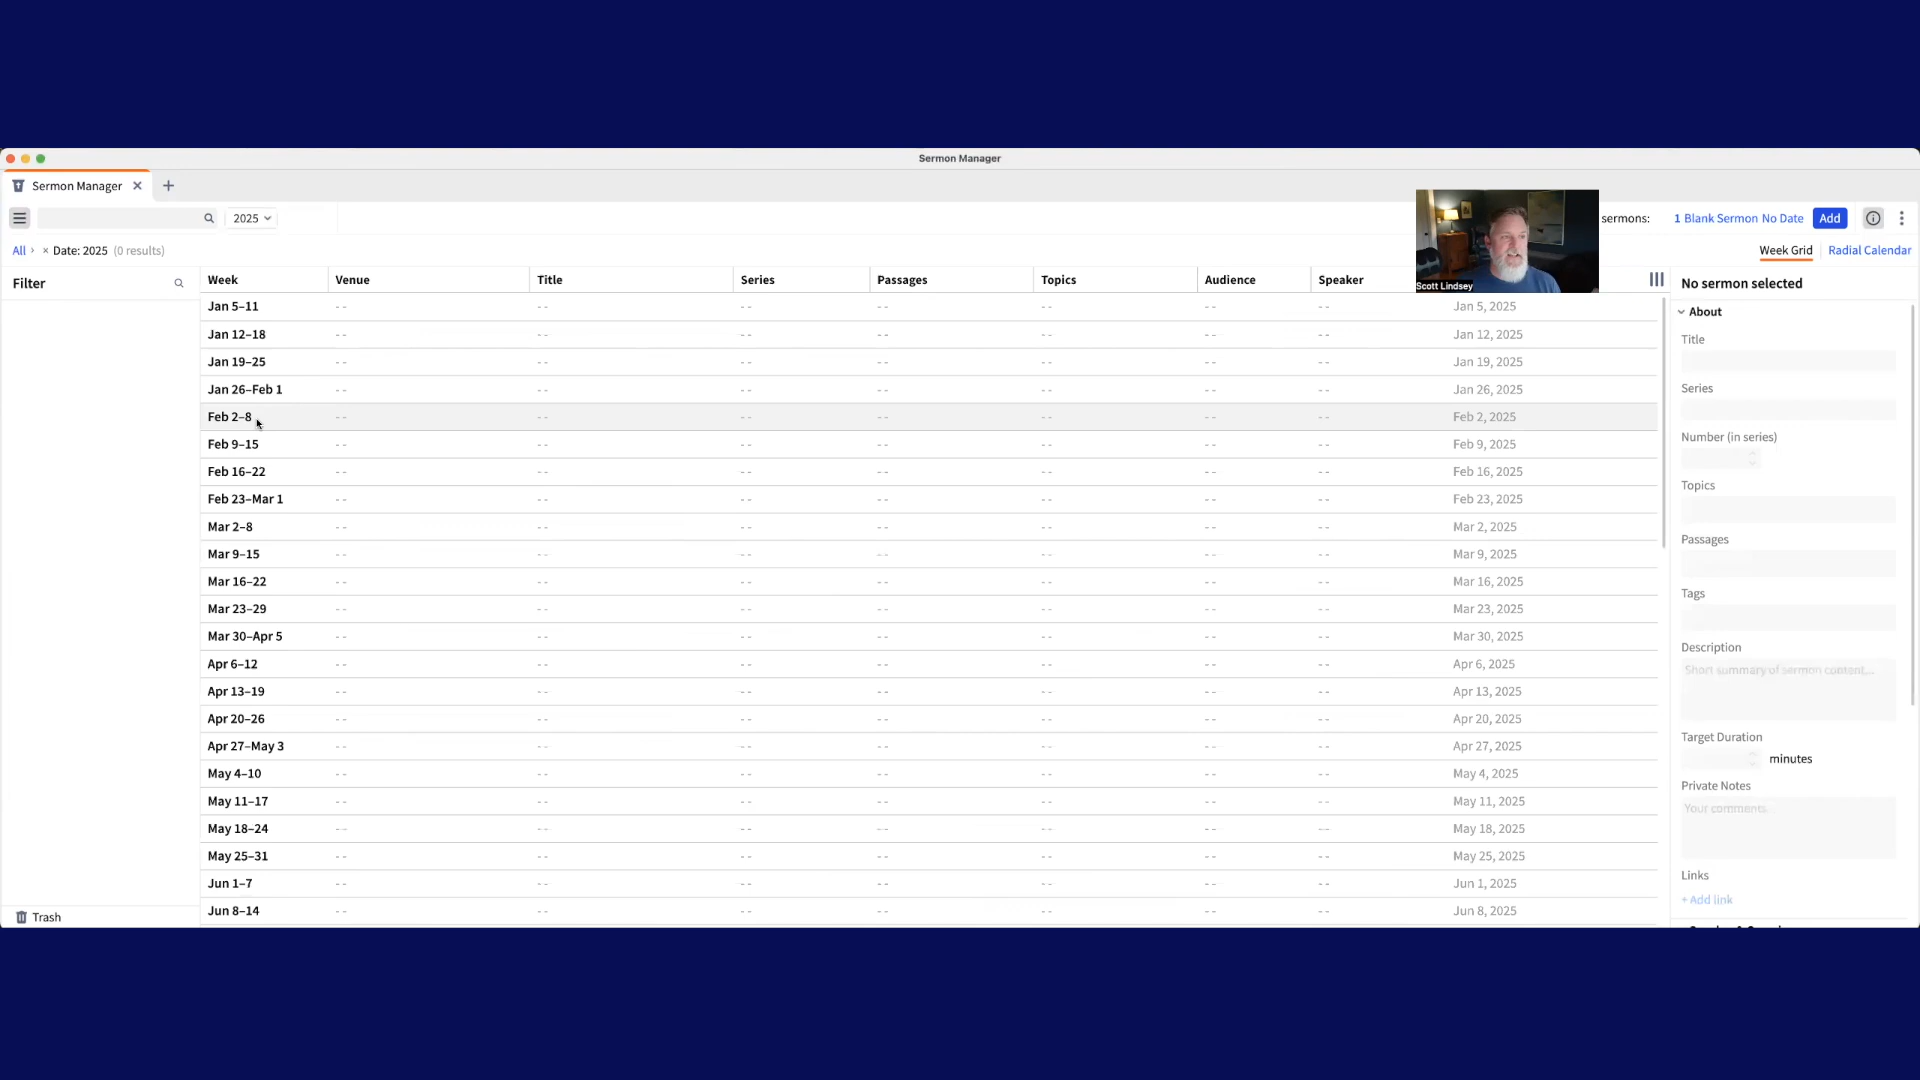 Sermon Manager
Sermon Manager
2025
sermons: 1 Blank Sermon No Date Add
All › × Date: 2025 (0 results)
Week Grid Radial Calendar
Filter
Week Venue Title Series Passages Topics Audience Speaker
Scott Lindsey
Jan 5–11 -- -- -- -- -- -- -- Jan 5, 2025
Jan 12–18 -- -- -- -- -- -- -- Jan 12, 2025
Jan 19–25 -- -- -- -- -- -- -- Jan 19, 2025
Jan 26–Feb 1 -- -- -- -- -- -- -- Jan 26, 2025
Feb 2–8 -- -- -- -- -- -- -- Feb 2, 2025
Feb 9–15 -- -- -- -- -- -- -- Feb 9, 2025
Feb 16–22 -- -- -- -- -- -- -- Feb 16, 2025
Feb 23–Mar 1 -- -- -- -- -- -- -- Feb 23, 2025
Mar 2–8 -- -- -- -- -- -- -- Mar 2, 2025
Mar 9–15 -- -- -- -- -- -- -- Mar 9, 2025
Mar 16–22 -- -- -- -- -- -- -- Mar 16, 2025
Mar 23–29 -- -- -- -- -- -- -- Mar 23, 2025
Mar 30–Apr 5 -- -- -- -- -- -- -- Mar 30, 2025
Apr 6–12 -- -- -- -- -- -- -- Apr 6, 2025
Apr 13–19 -- -- -- -- -- -- -- Apr 13, 2025
Apr 20–26 -- -- -- -- -- -- -- Apr 20, 2025
Apr 27–May 3 -- -- -- -- -- -- -- Apr 27, 2025
May 4–10 -- -- -- -- -- -- -- May 4, 2025
May 11–17 -- -- -- -- -- -- -- May 11, 2025
May 18–24 -- -- -- -- -- -- -- May 18, 2025
May 25–31 -- -- -- -- -- -- -- May 25, 2025
Jun 1–7 -- -- -- -- -- -- -- Jun 1, 2025
Jun 8–14 -- -- -- -- -- -- -- Jun 8, 2025
Trash
No sermon selected
About
Title
Series
Number (in series)
Topics
Passages
Tags
Description
Short summary of sermon content...
Target Duration
minutes
Private Notes
Your comments.
Links
+ Add link